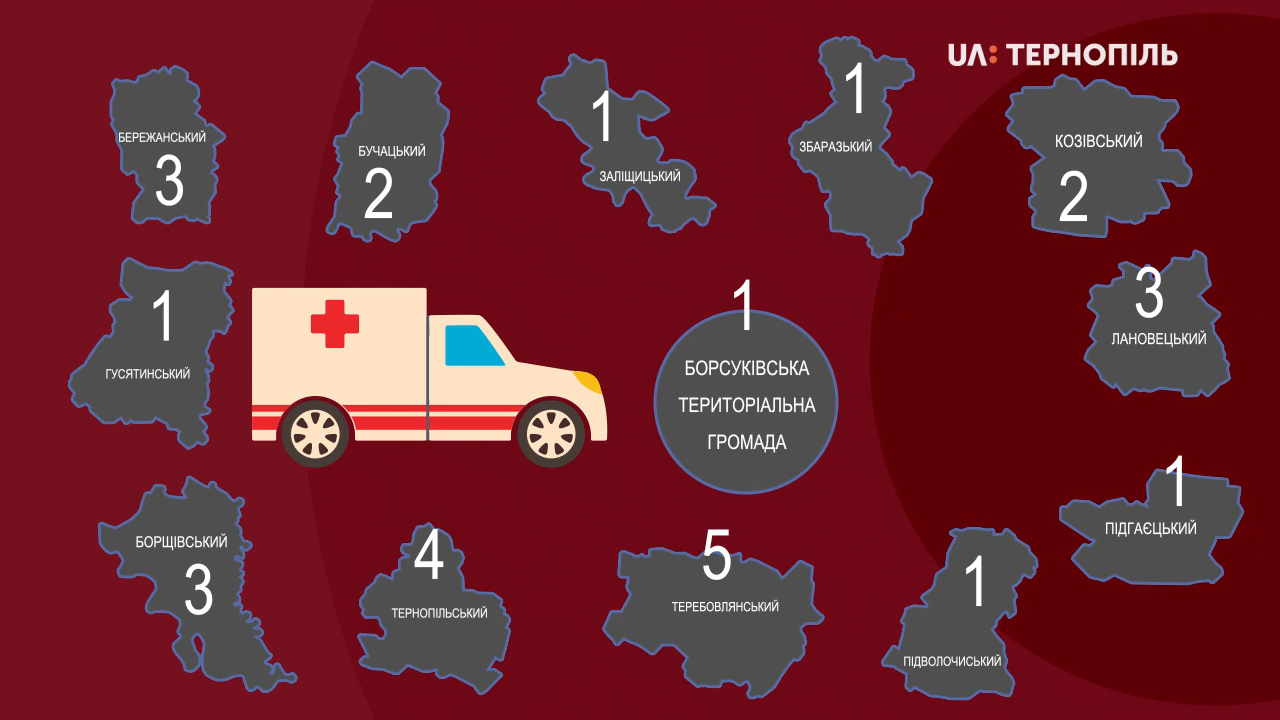 UA: ТЕРНОПІЛЬ
БЕРЕЖАНСЬКИЙ
3
БУЧАЦЬКИЙ
2
1
ЗАЛІЩИЦЬКИЙ
1
ЗБАРАЗЬКИЙ
КОЗІВСЬКИЙ
2
1
ГУСЯТИНСЬКИЙ
1
БОРСУКІВСЬКА
ТЕРИТОРІАЛЬНА
ГРОМАДА
3
ЛАНОВЕЦЬКИЙ
БОРЩІВСЬКИЙ
3
4
ТЕРНОПІЛЬСЬКИЙ
5
ТЕРЕБОВЛЯНСЬКИЙ
1
ПІДВОЛОЧИСЬКИЙ
1
ПІДГАЄЦЬКИЙ